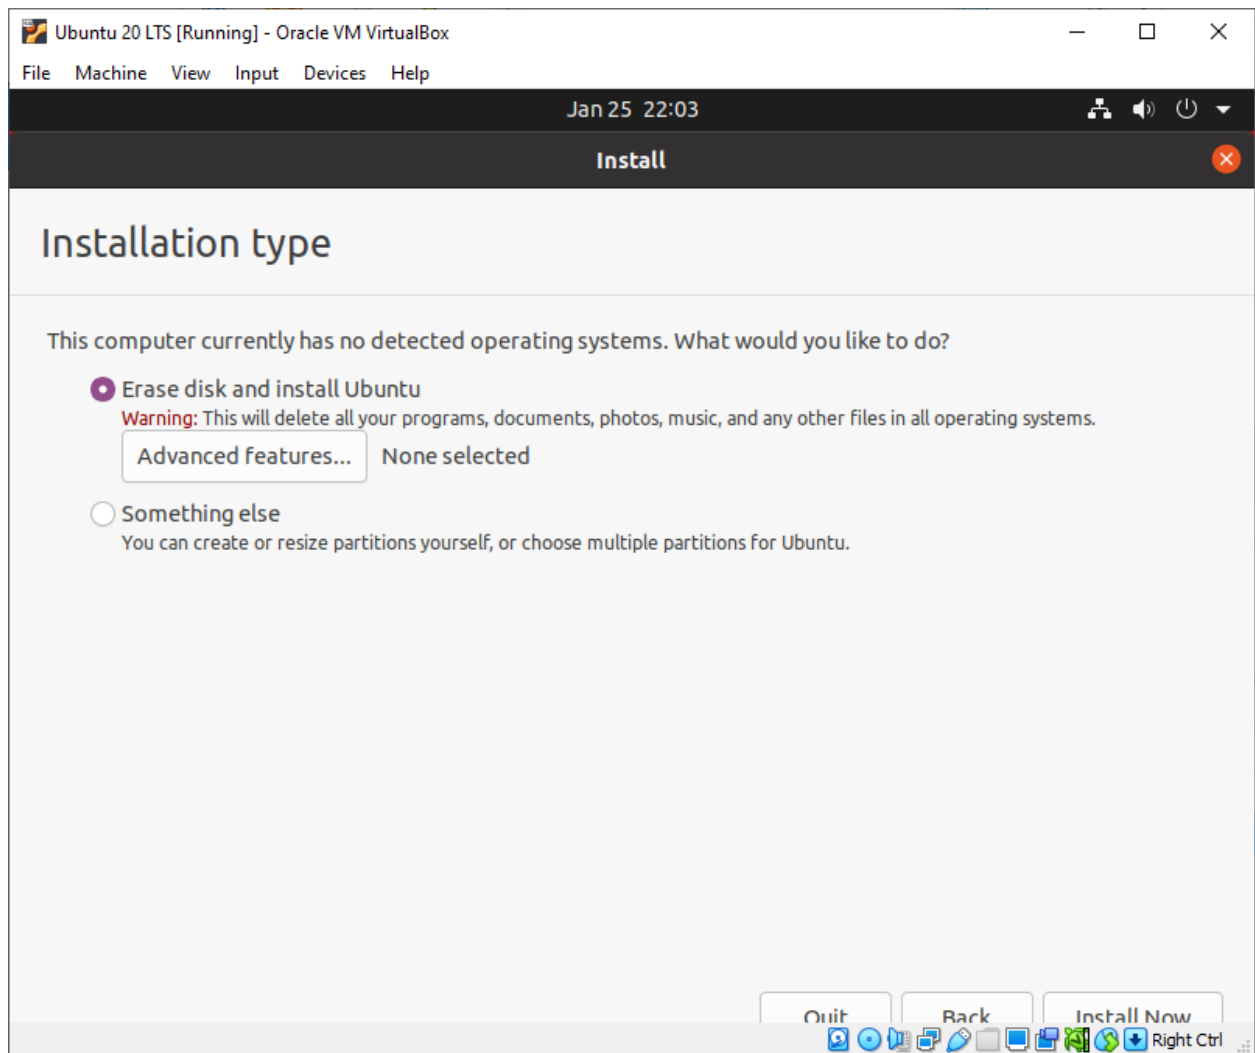 Ubuntu 20 LTS [Running] - Oracle VM VirtualBox
File Machine View Input Devices Help
Jan 25 22:03
Install
Installation type
This computer currently has no detected operating systems. What would you like to do?
Erase disk and install Ubuntu
Warning: This will delete all your programs, documents, photos, music, and any other files in all operating systems.
Advanced features... None selected
Something else
You can create or resize partitions yourself, or choose multiple partitions for Ubuntu.
Quit Back Install Now
Right Ctrl